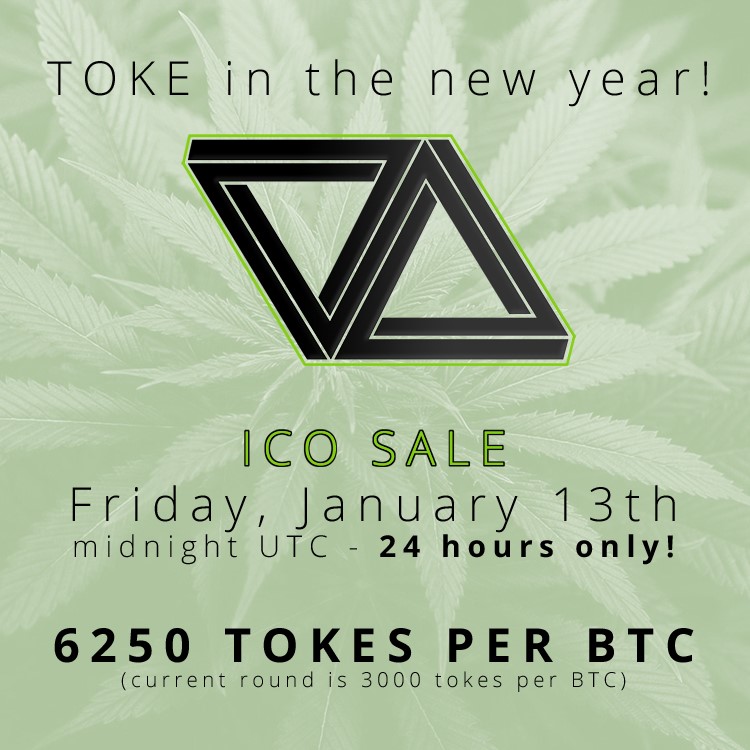 TOKE in the new year!
ICO SALE
Friday, January 13th
midnight UTC - 24 hours only!
6250 TOKES PER BTC
(current round is 3000 tokes per BTC)